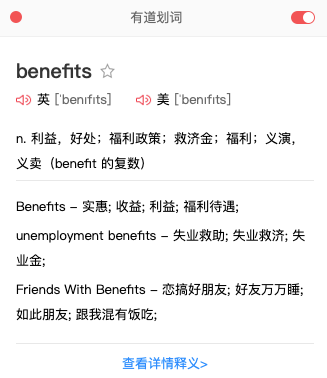 有道划词
benefits
英 ['benɪfɪts] 美 ['benɪfɪts]
n. 利益，好处；福利政策；救济金；福利；义演，
义卖（benefit 的复数）
Benefits - 实惠; 收益; 利益; 福利待遇;
unemployment benefits - 失业救助; 失业救济; 失
业金;
Friends With Benefits - 恋搞好朋友; 好友万万睡;
如此朋友; 跟我混有饭吃;
查看详情释义>